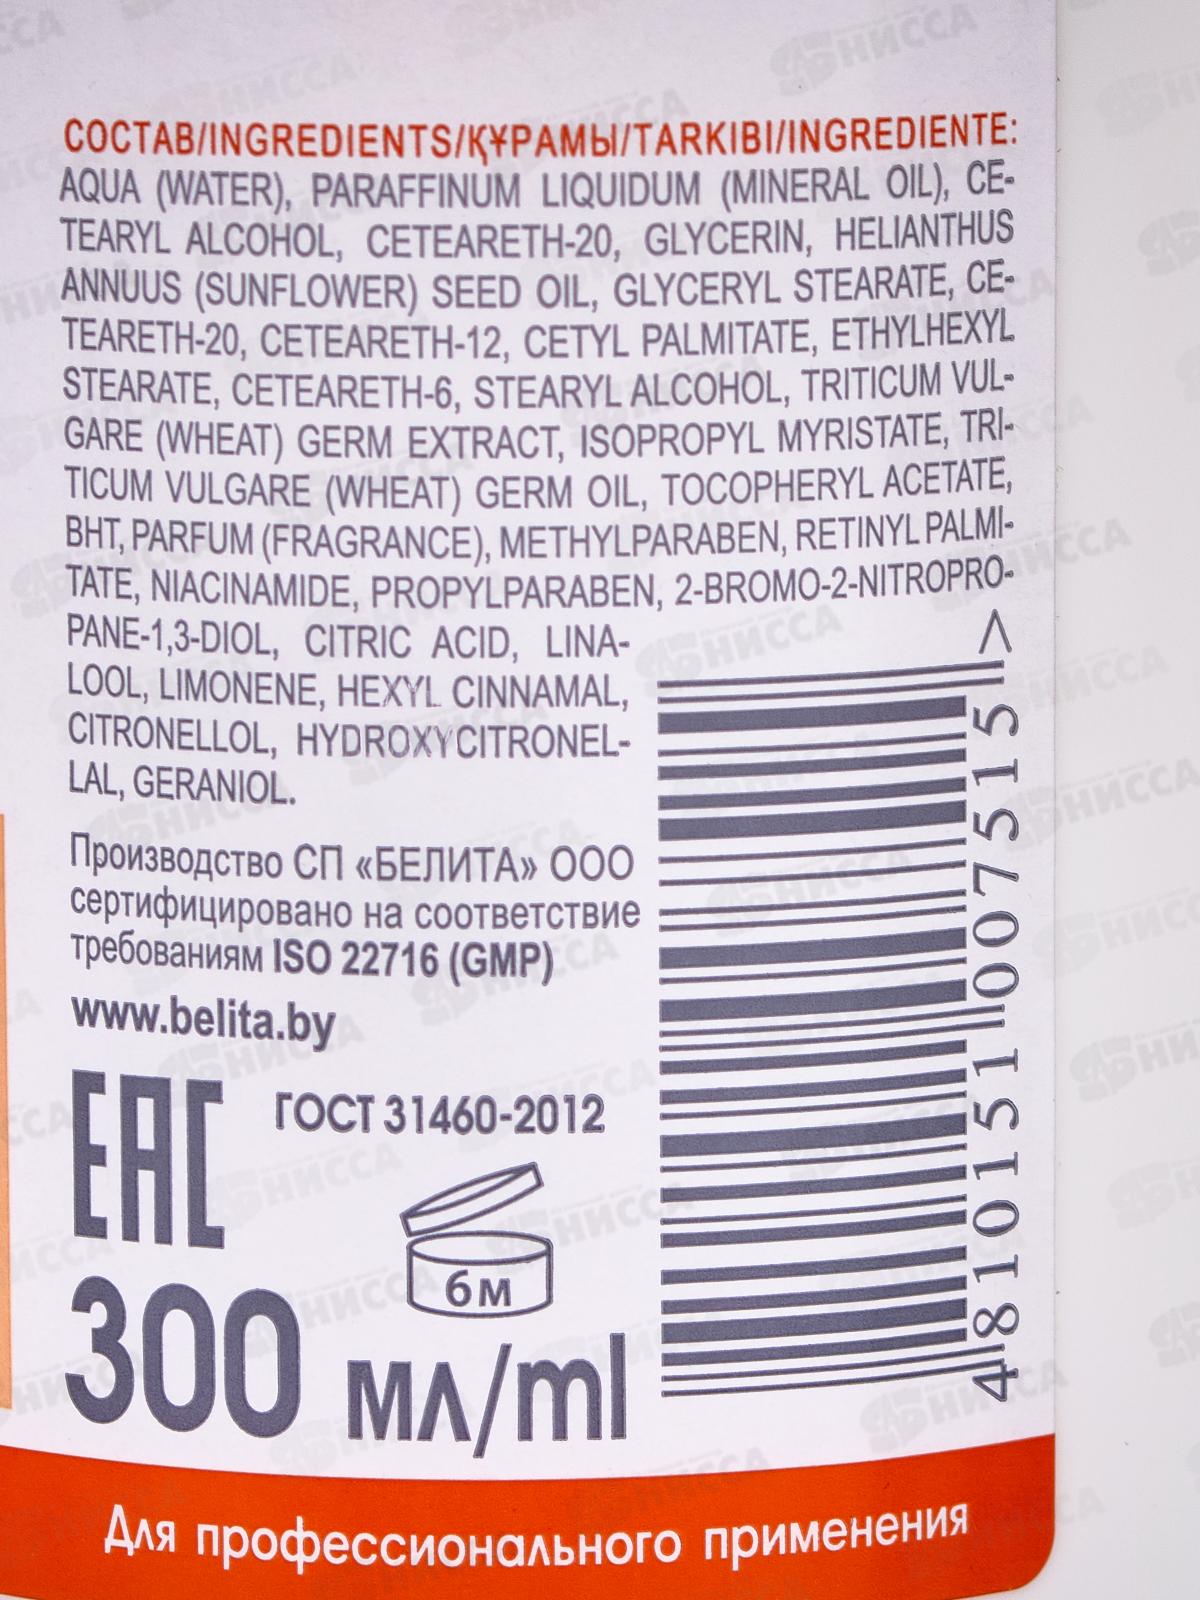 СОСТАВ/INGREDIENTS/ҚҰРАМЫ/TARKIBI/INGREDIENTE:
AQUA (WATER), PARAFFINUM LIQUIDUM (MINERAL OIL), CE-
TEARYL ALCOHOL, CETEARETH-20, GLYCERIN, HELIANTHUS
ANNUUS (SUNFLOWER) SEED OIL, GLYCERYL STEARATE, CE-
TEARETH-20, CETEARETH-12, CETYL PALMITATE, ETHYLHEXYL
STEARATE, CETEARETH-6, STEARYL ALCOHOL, TRITICUM VUL-
GARE (WHEAT) GERM EXTRACT, ISOPROPYL MYRISTATE, TRI-
TICUM VULGARE (WHEAT) GERM OIL, TOCOPHERYL ACETATE,
BHT, PARFUM (FRAGRANCE), METHYLPARABEN, RETINYL PALMI-
TATE, NIACINAMIDE, PROPYLPARABEN, 2-BROMO-2-NITROPRO-
PANE-1,3-DIOL, CITRIC ACID, LINA-
LOOL, LIMONENE, HEXYL CINNAMAL,
CITRONELLOL, HYDROXYCITRONEL-
LAL, GERANIOL.
Производство СП «БЕЛИТА» ООО
сертифицировано на соответствие
требованиям ISO 22716 (GMP)
www.belita.by
ЕАС
ГОСТ 31460-2012
6м
300 мл/ml
4 810151 007515 >
Для профессионального применения
НИССА